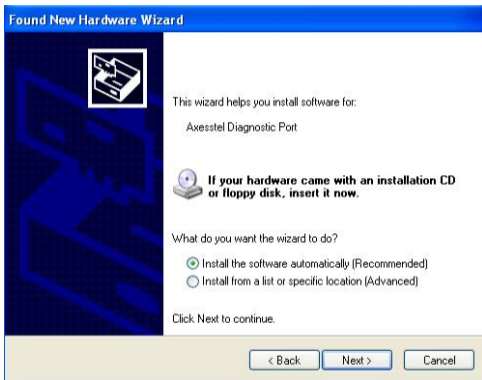 Found New Hardware Wizard
This wizard helps you install software for:
Axesstel Diagnostic Port
If your hardware came with an installation CD
or floppy disk, insert it now.
What do you want the wizard to do?
Install the software automatically (Recommended)
Install from a list or specific location (Advanced)
Click Next to continue.
< Back Next > Cancel